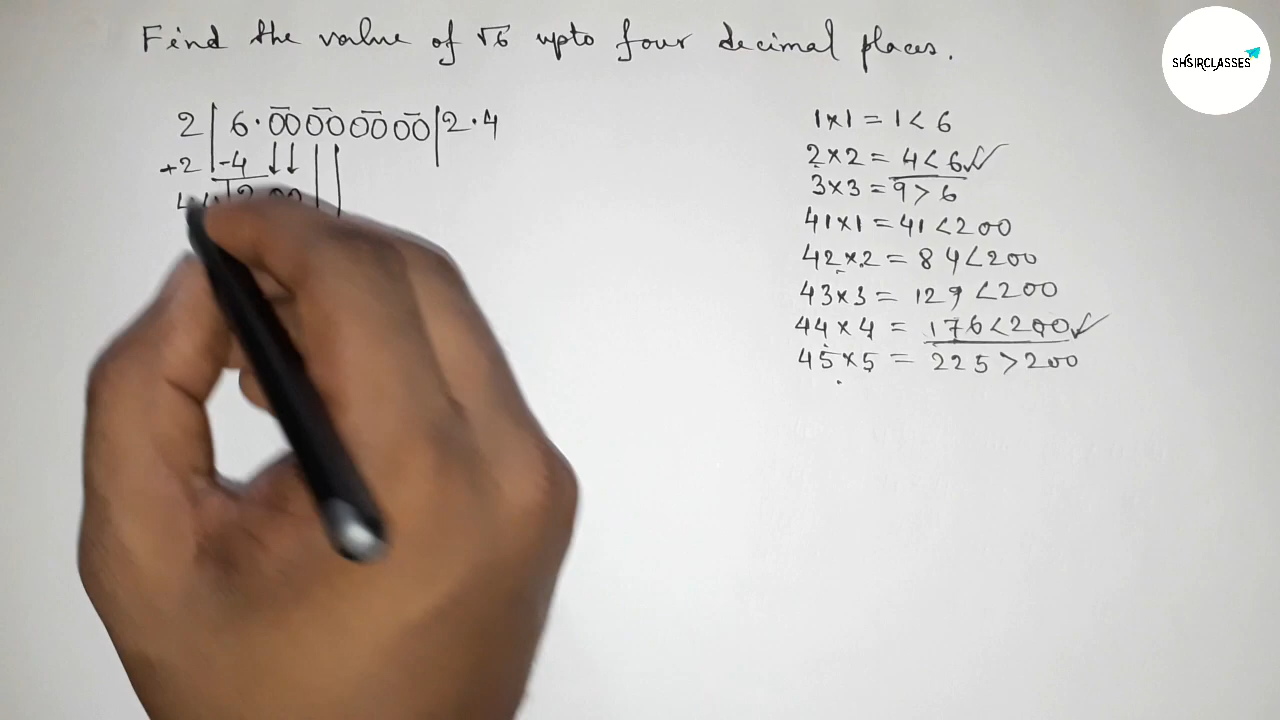 Find the value of √6 upto four decimal places.
SHSIRCLASSES
2 | 6.00 00 00 00 | 2.4
+2 | -4
44 | 2 00
1×1 = 1 < 6
2×2 = 4 < 6 ✓
3×3 = 9 > 6
41×1 = 41 < 200
42×2 = 84 < 200
43×3 = 129 < 200
44×4 = 176 < 200 ✓
45×5 = 225 > 200